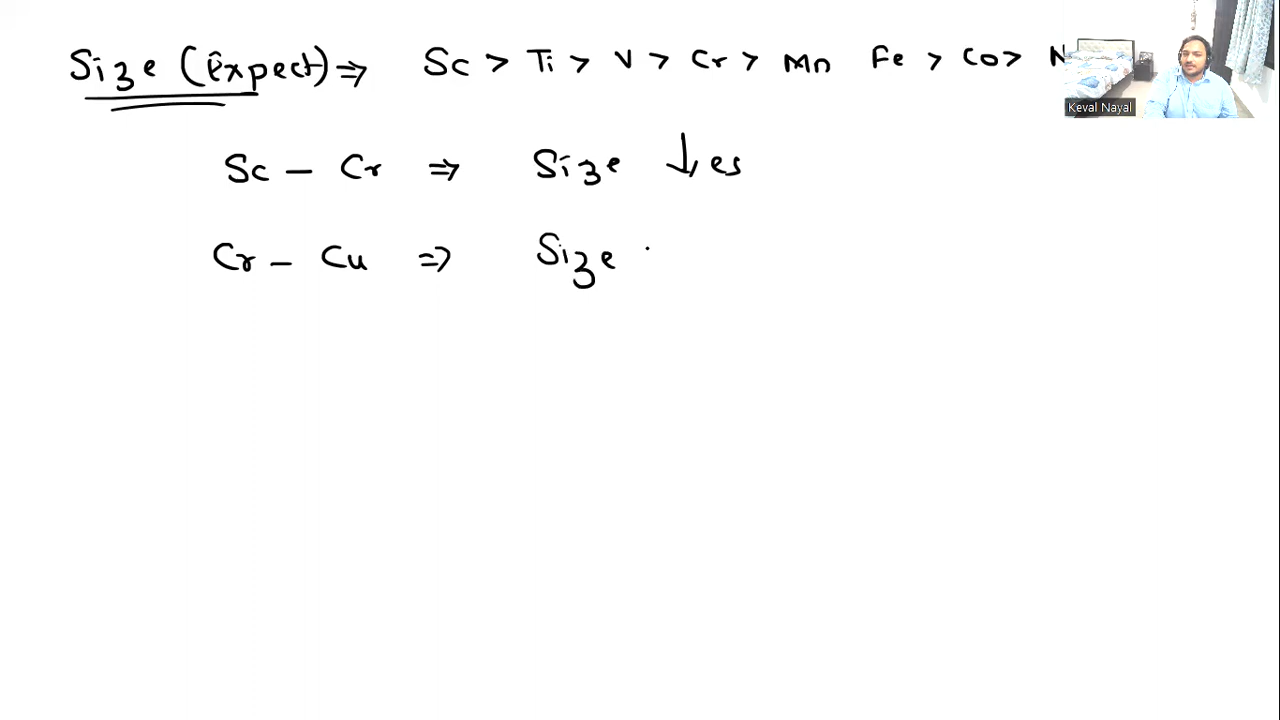 Size (Expect) ⇒ Sc > Ti > V > Cr > Mn Fe > Co > N
Keval Nayal
Sc – Cr ⇒ Size ↓es
Cr – Cu ⇒ Size